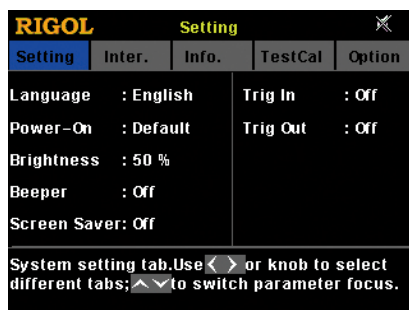 RIGOL Setting
Setting Inter. Info. TestCal Option
Language : English Trig In : Off
Power-On : Default Trig Out : Off
Brightness : 50 %
Beeper : Off
Screen Saver: Off
System setting tab.Use < > or knob to select
different tabs; to switch parameter focus.